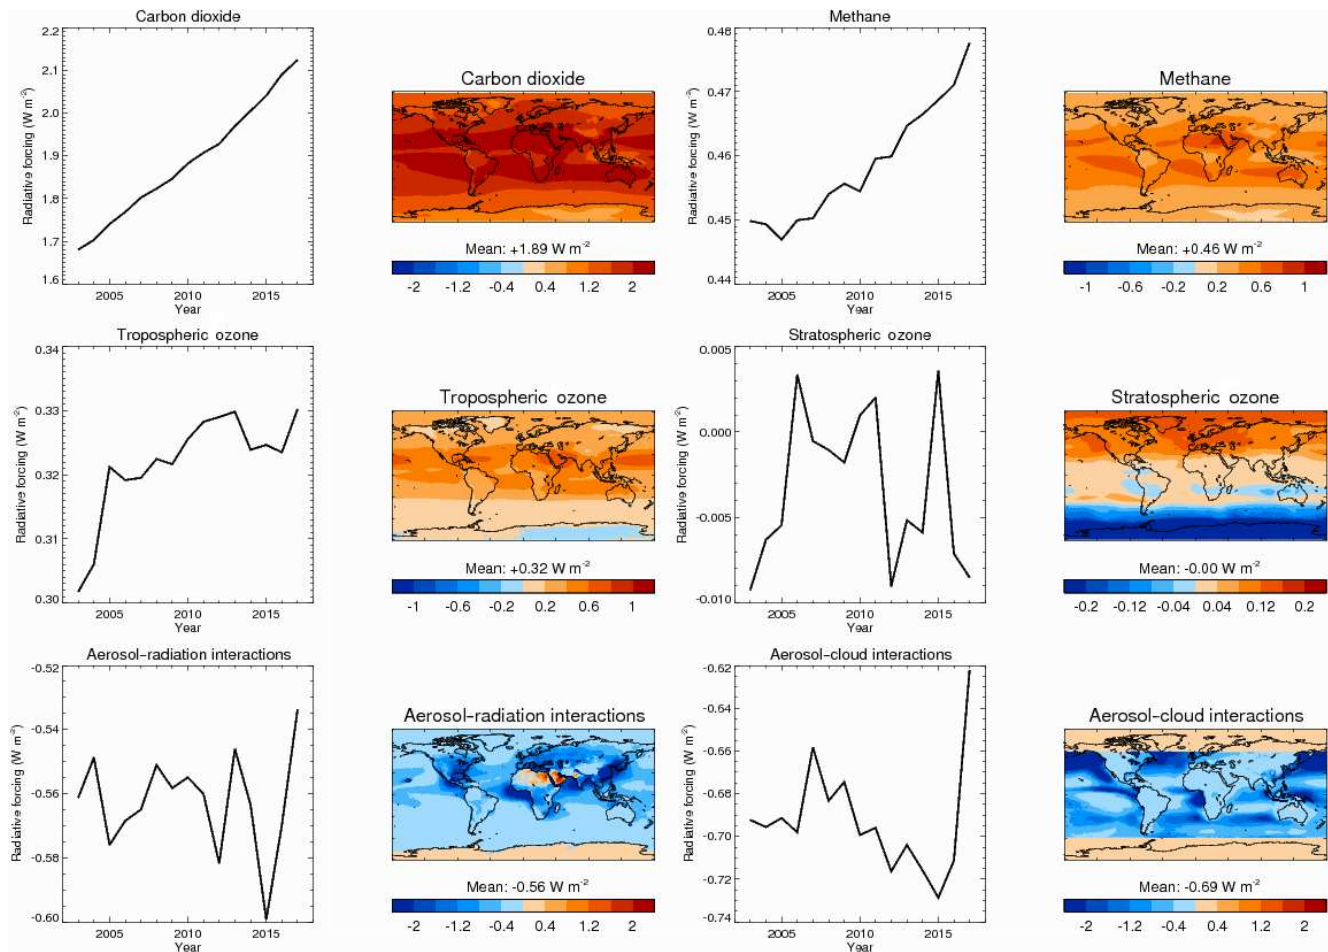 Carbon dioxide
2.2
2.1
2.0
1.9
1.8
1.7
1.6
Radiative forcing (W m-2)
2005 2010 2015
Year
Carbon dioxide
Mean: +1.89 W m-2
-2 -1.2 -0.4 0.4 1.2 2
Methane
0.48
0.47
0.46
0.45
0.44
Radiative forcing (W m-2)
2005 2010 2015
Year
Methane
Mean: +0.46 W m-2
-1 -0.6 -0.2 0.2 0.6 1
Tropospheric ozone
0.34
0.33
0.32
0.31
0.30
Radiative forcing (W m-2)
2005 2010 2015
Year
Tropospheric ozone
Mean: +0.32 W m-2
-1 -0.6 -0.2 0.2 0.6 1
Stratospheric ozone
0.005
0.000
-0.005
-0.010
Radiative forcing (W m-2)
2005 2010 2015
Year
Stratospheric ozone
Mean: -0.00 W m-2
-0.2 -0.12 -0.04 0.04 0.12 0.2
Aerosol-radiation interactions
-0.52
-0.54
-0.56
-0.58
-0.60
Radiative forcing (W m-2)
2005 2010 2015
Year
Aerosol-radiation interactions
Mean: -0.56 W m-2
-2 -1.2 -0.4 0.4 1.2 2
Aerosol-cloud interactions
-0.62
-0.64
-0.66
-0.68
-0.70
-0.72
-0.74
Radiative forcing (W m-2)
2005 2010 2015
Year
Aerosol-cloud interactions
Mean: -0.69 W m-2
-2 -1.2 -0.4 0.4 1.2 2